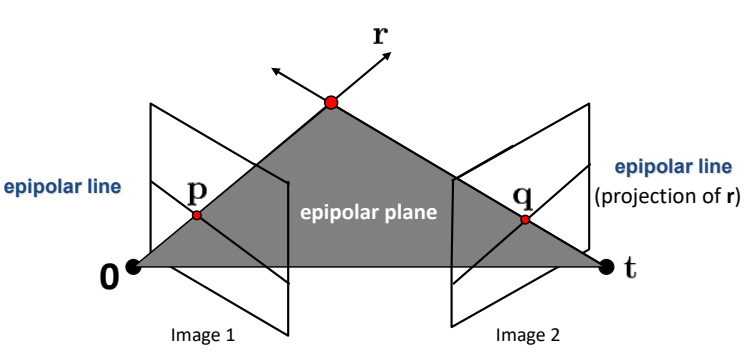 r
epipolar line
p
epipolar plane
q
epipolar line
(projection of r)
0
t
Image 1
Image 2